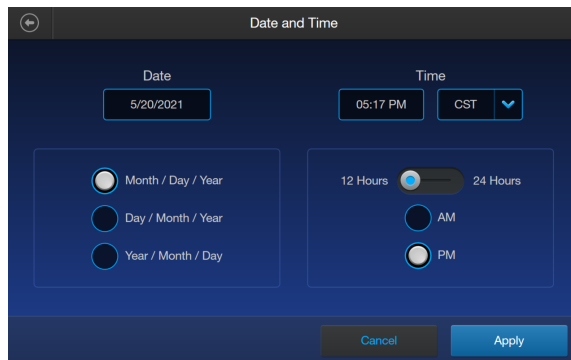 Date and Time
Date
Time
5/20/2021
05:17 PM
CST
Month / Day / Year
Day / Month / Year
Year / Month / Day
12 Hours
24 Hours
AM
PM
Cancel
Apply